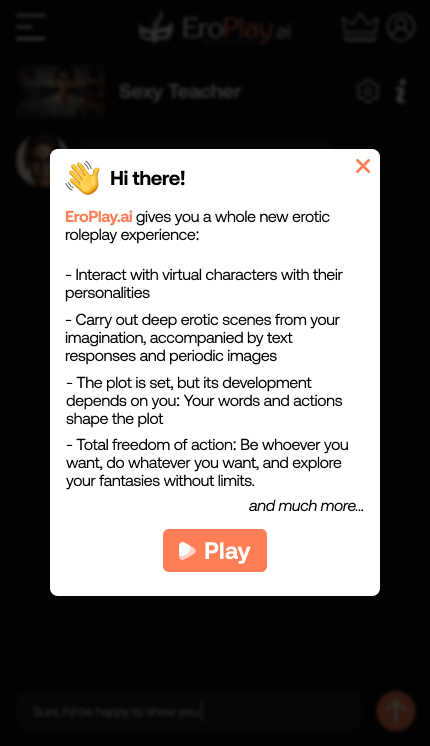 EroPlay.ai
Sexy Teacher
Hi there!
EroPlay.ai gives you a whole new erotic
roleplay experience:
- Interact with virtual characters with their
personalities
- Carry out deep erotic scenes from your
imagination, accompanied by text
responses and periodic images
- The plot is set, but its development
depends on you: Your words and actions
shape the plot
- Total freedom of action: Be whoever you
want, do whatever you want, and explore
your fantasies without limits.
and much more...
Play
Sure, I'd be happy to show you